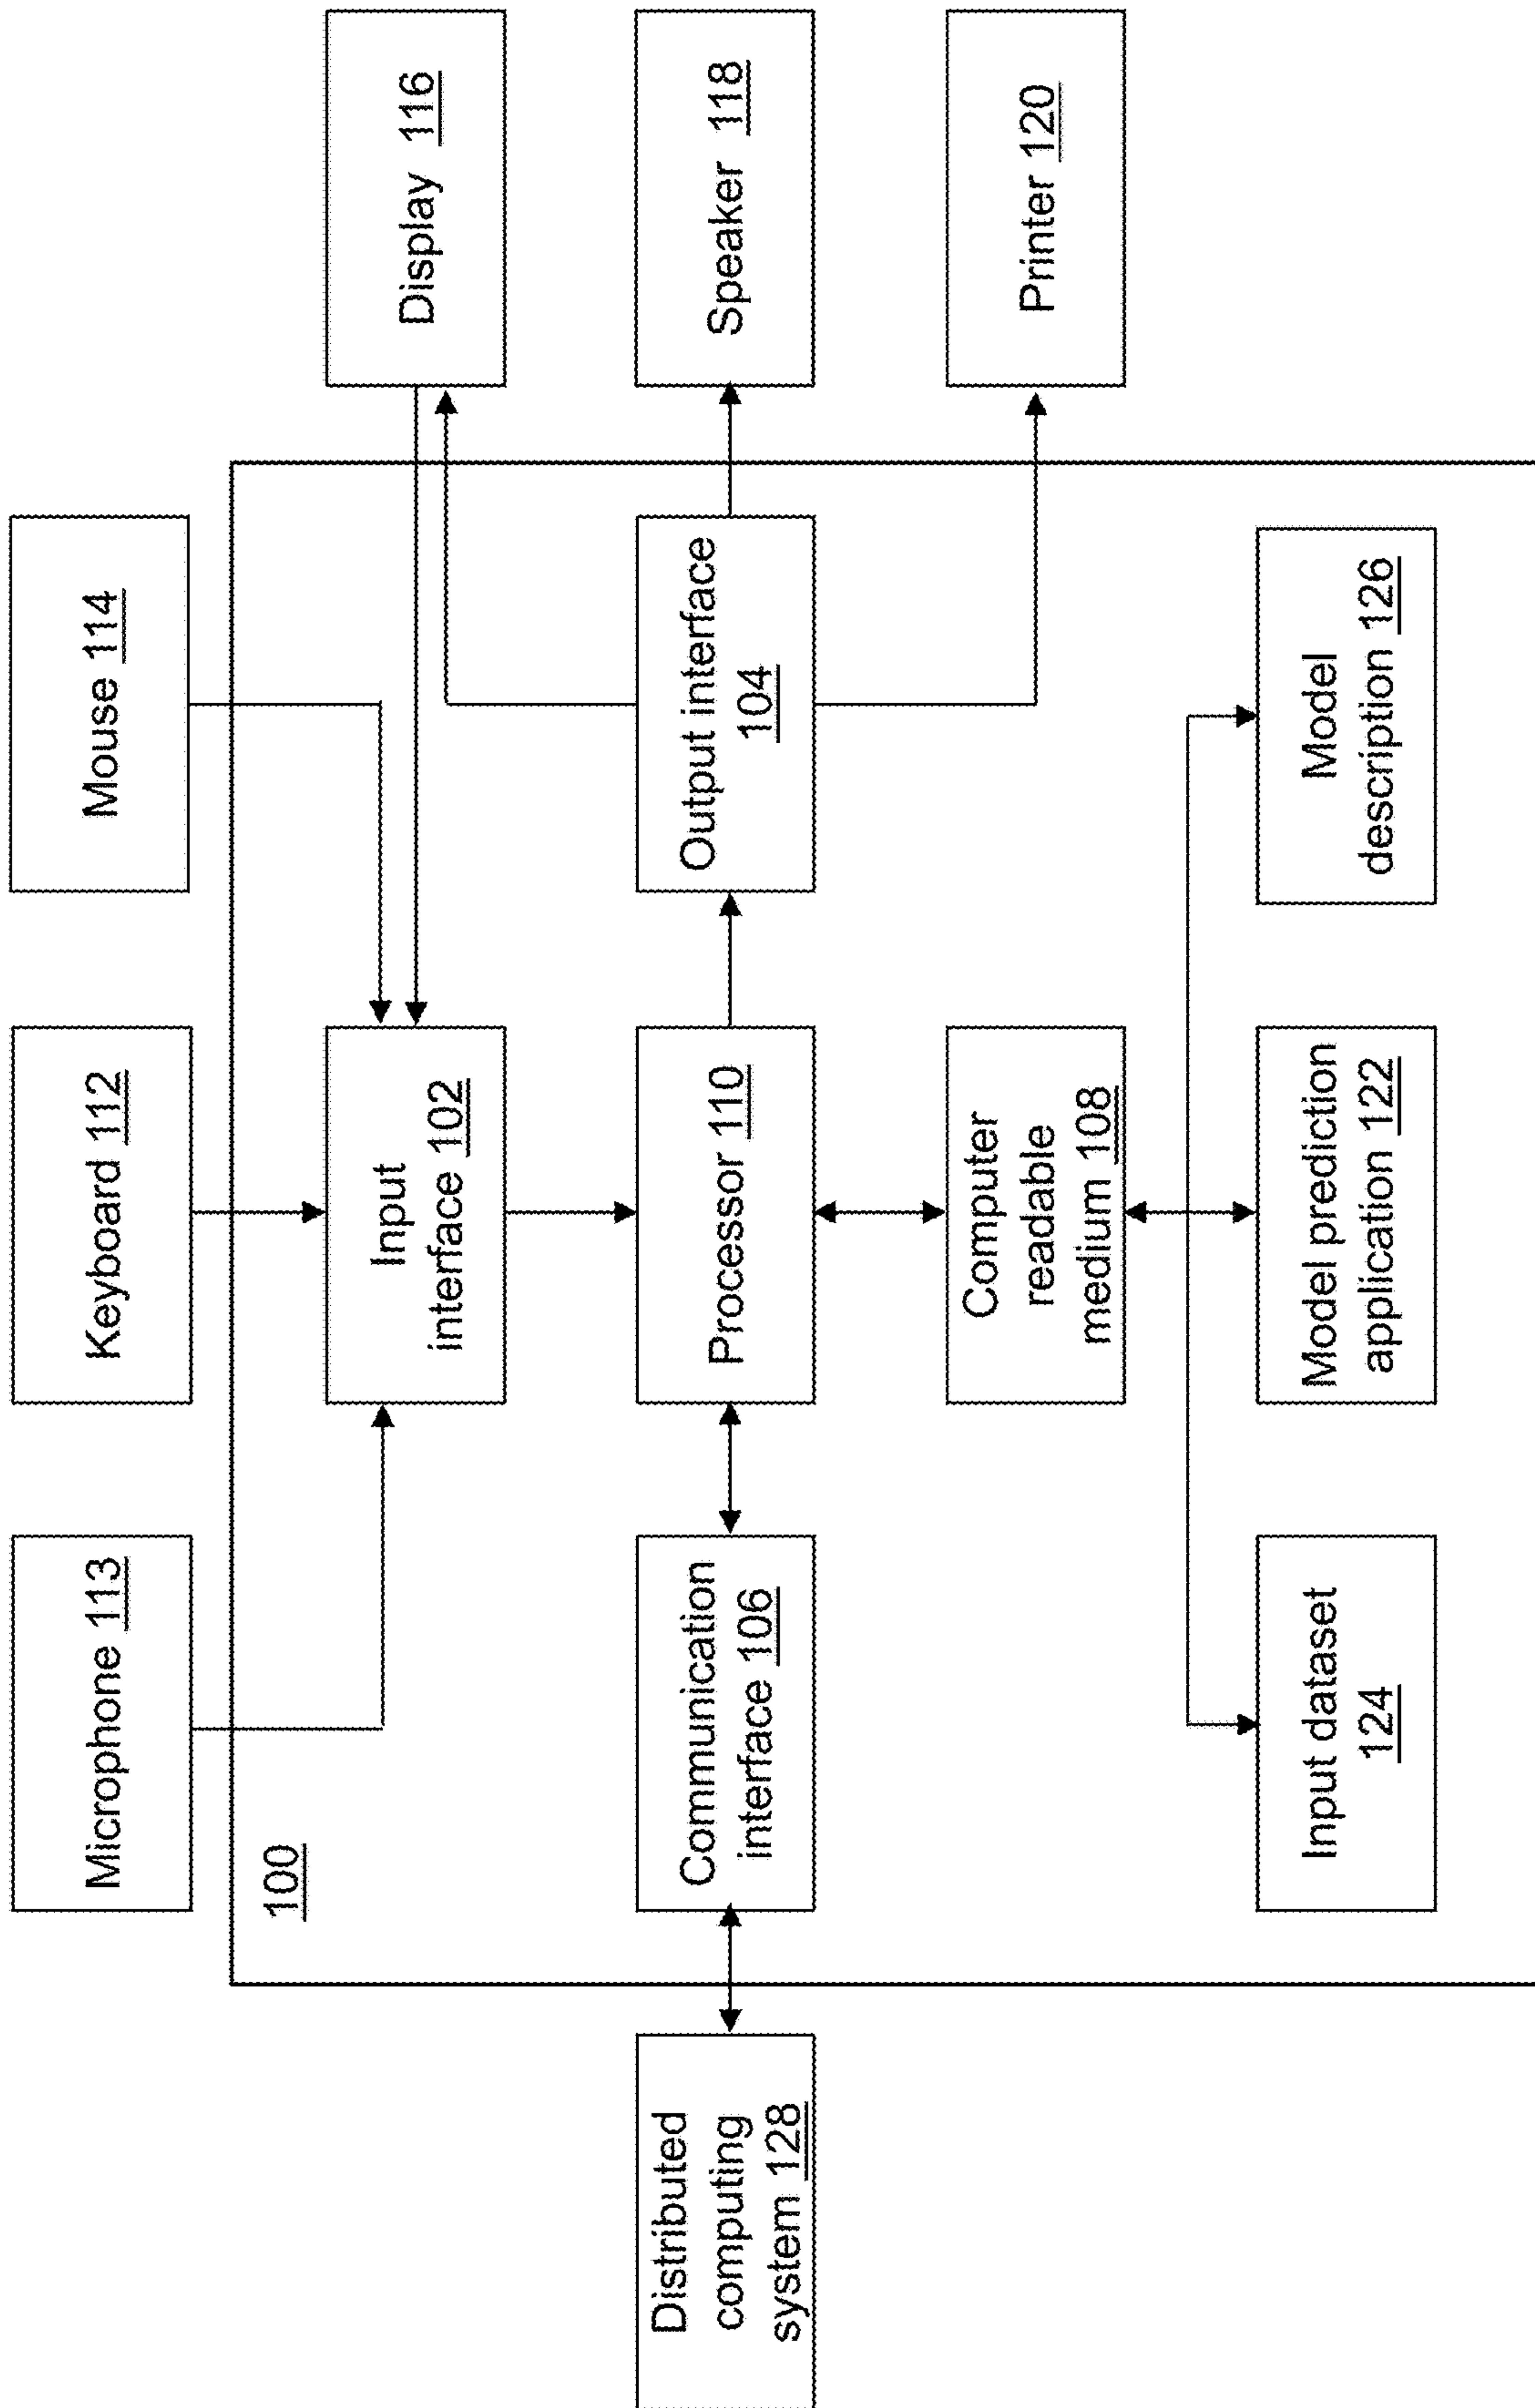 Microphone 113
Keyboard 112
Mouse 114
100
Input
interface 102
Display 116
Distributed
computing
system 128
Communication
interface 106
Processor 110
Output interface
104
Speaker 118
Computer
readable
medium 108
Printer 120
Input dataset
124
Model prediction
application 122
Model
description 126